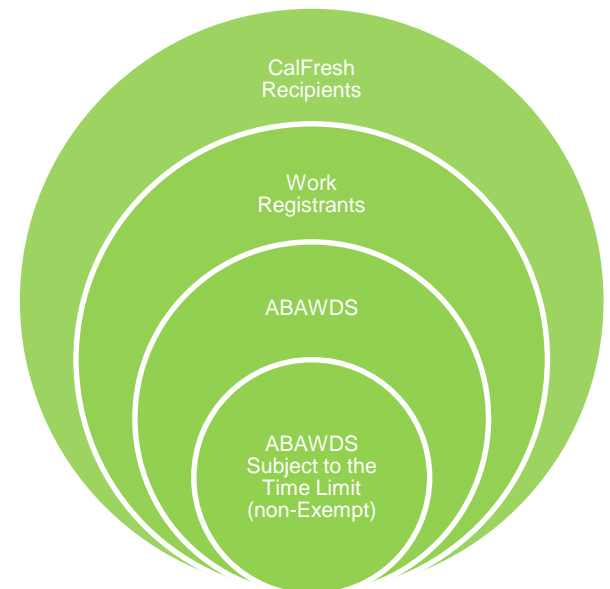 CalFresh
Recipients
Work
Registrants
ABAWDS
ABAWDS
Subject to the
Time Limit
(non-Exempt)